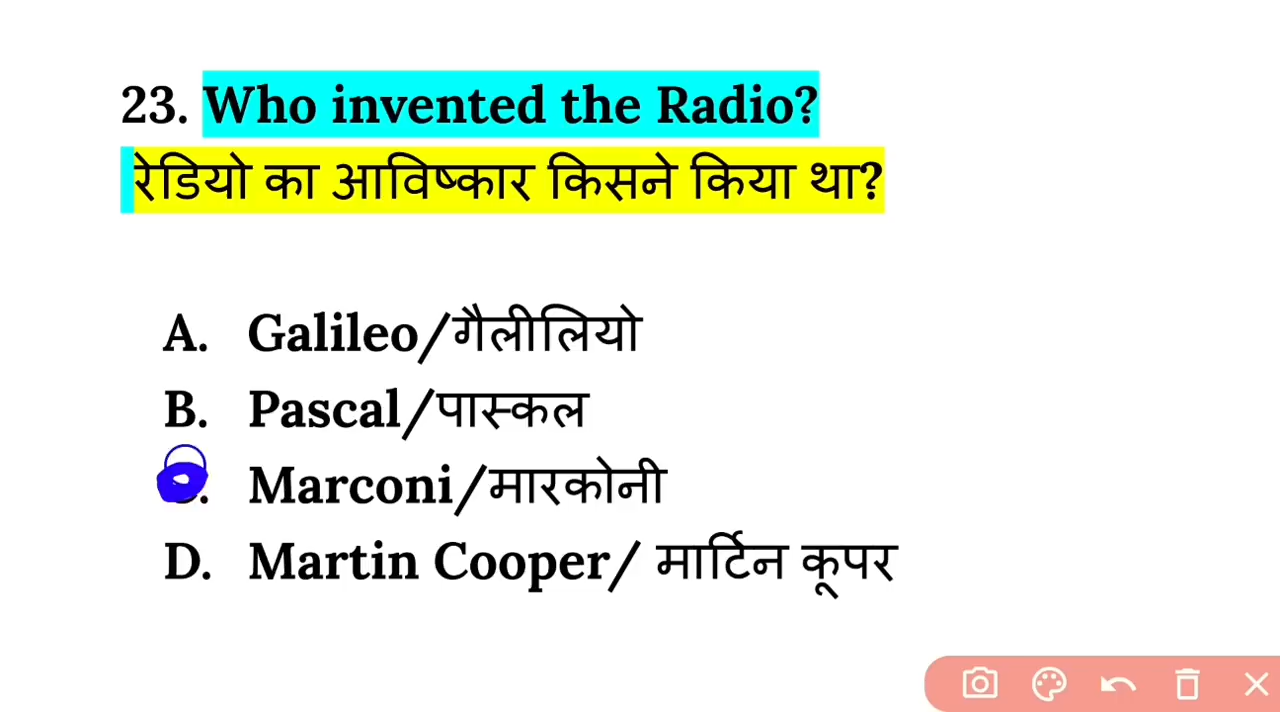 23. Who invented the Radio?
रेडियो का आविष्कार किसने किया था?
A. Galileo/गैलीलियो
B. Pascal/पास्कल
Marconi/मारकोनी
D. Martin Cooper/ मार्टिन कूपर